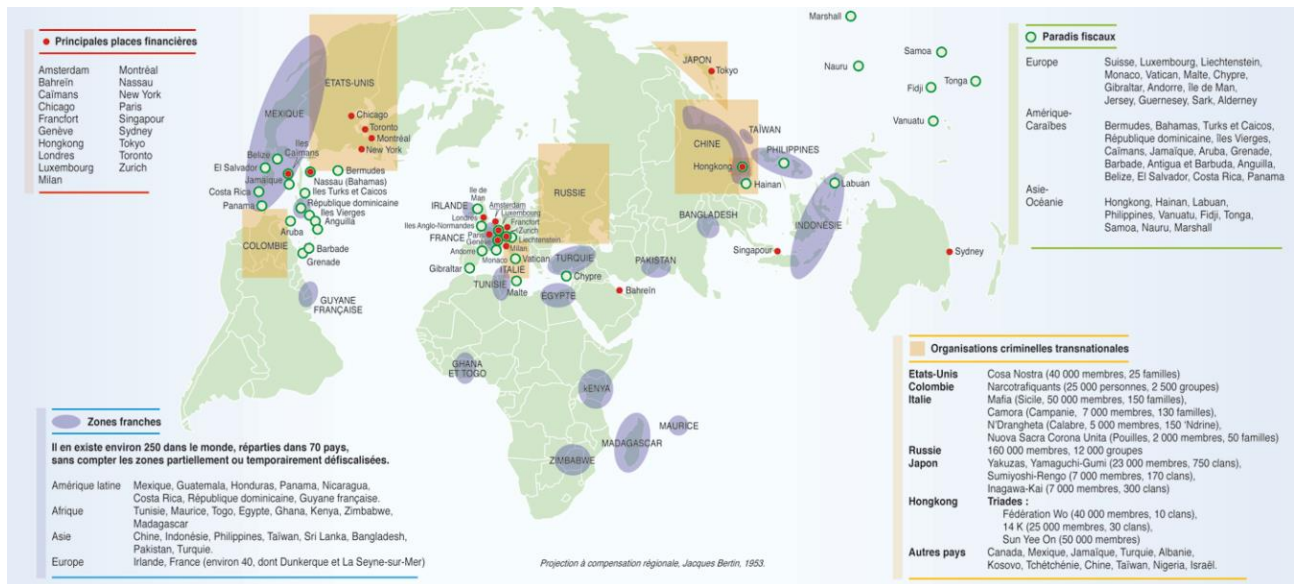 Principales places financières
Amsterdam Montréal
Bahreïn Nassau
Caïmans New York
Chicago Paris
Francfort Singapour
Genève Sydney
Hongkong Tokyo
Londres Toronto
Luxembourg Zurich
Milan
Marshall
Samoa
Nauru
Tonga
Fidji
Vanuatu
JAPON
Tokyo
ETATS-UNIS
MEXIQUE
Chicago
Toronto
Montréal
New York
Iles
Caïmans
Belize
El Salvador
Jamaïque
Costa Rica
Panama
Bermudes
Nassau (Bahamas)
Iles Turks et Caicos
République dominicaine
Iles Vierges
Anguilla
Aruba
COLOMBIE
Barbade
Grenade
GUYANE
FRANÇAISE
Ile de
Man
IRLANDE
Amsterdam
Luxembourg
Londres
Francfort
Iles Anglo-Normandes
Paris
Zurich
FRANCE
Genève
Liechtenstein
Milan
Andorre
Monaco
Vatican
ITALIE
Gibraltar
TUNISIE
Malte
TURQUIE
Chypre
EGYPTE
Bahreïn
RUSSIE
CHINE
TAÏWAN
PHILIPPINES
Hongkong
Hainan
Labuan
BANGLADESH
INDONÉSIE
PAKISTAN
Singapour
Sydney
GHANA
ET TOGO
kENYA
MAURICE
MADAGASCAR
ZIMBABWE
Paradis fiscaux
Europe Suisse, Luxembourg, Liechtenstein,
Monaco, Vatican, Malte, Chypre,
Gibraltar, Andorre, Ile de Man,
Jersey, Guernesey, Sark, Alderney
Amérique-
Caraïbes Bermudes, Bahamas, Turks et Caicos,
République dominicaine, îles Vierges,
Caïmans, Jamaïque, Aruba, Grenade,
Barbade, Antigua et Barbuda, Anguilla,
Belize, El Salvador, Costa Rica, Panama
Asie-
Océanie Hongkong, Hainan, Labuan,
Philippines, Vanuatu, Fidji, Tonga,
Samoa, Nauru, Marshall
Zones franches
Il en existe environ 250 dans le monde, réparties dans 70 pays,
sans compter les zones partiellement ou temporairement défiscalisées.
Amérique latine Mexique, Guatemala, Honduras, Panama, Nicaragua,
Costa Rica, République dominicaine, Guyane française.
Afrique Tunisie, Maurice, Togo, Egypte, Ghana, Kenya, Zimbabwe,
Madagascar
Asie Chine, Indonésie, Philippines, Taïwan, Sri Lanka, Bangladesh,
Pakistan, Turquie.
Europe Irlande, France (environ 40, dont Dunkerque et La Seyne-sur-Mer)
Projection à compensation régionale, Jacques Bertin, 1953.
Organisations criminelles transnationales
Etats-Unis Cosa Nostra (40 000 membres, 25 familles)
Colombie Narcotrafiquants (25 000 personnes, 2 500 groupes)
Italie Mafia (Sicile, 50 000 membres, 150 familles),
Camora (Campanie, 7 000 membres, 130 familles),
N'Drangheta (Calabre, 5 000 membres, 150 'Ndrine),
Nuova Sacra Corona Unita (Pouilles, 2 000 membres, 50 familles)
Russie 160 000 membres, 12 000 groupes
Japon Yakuzas, Yamaguchi-Gumi (23 000 membres, 750 clans),
Sumiyoshi-Rengo (7 000 membres, 170 clans),
Inagawa-Kai (7 000 membres, 300 clans)
Hongkong Triades :
Fédération Wo (40 000 membres, 10 clans),
14 K (25 000 membres, 30 clans),
Sun Yee On (50 000 membres)
Autres pays Canada, Mexique, Jamaïque, Turquie, Albanie,
Kosovo, Tchétchénie, Chine, Taïwan, Nigeria, Israël.